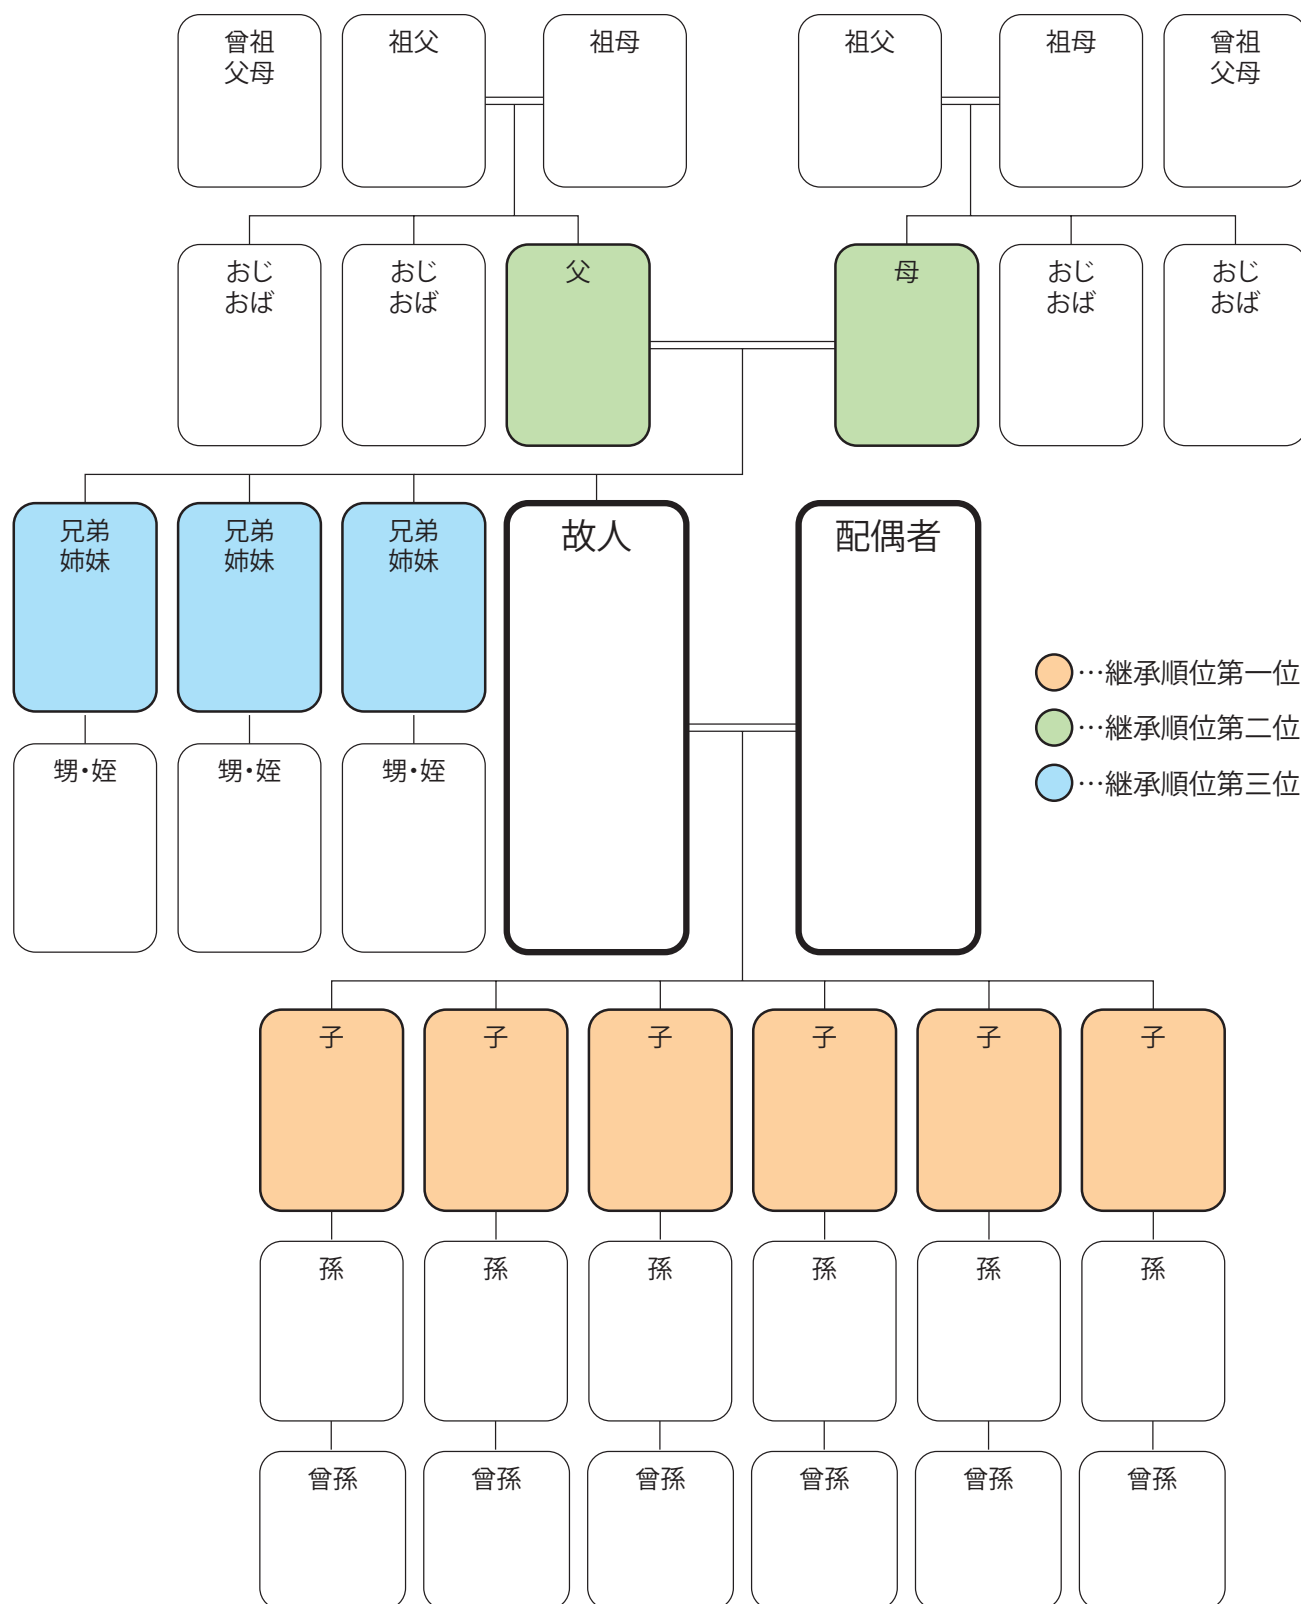 曾祖
父母
祖父
祖母
祖父
祖母
曾祖
父母
おじ
おば
おじ
おば
父
母
おじ
おば
おじ
おば
兄弟
姉妹
兄弟
姉妹
兄弟
姉妹
故人
配偶者
…継承順位第一位
…継承順位第二位
…継承順位第三位
甥・姪
甥・姪
甥・姪
子
子
子
子
子
子
孫
孫
孫
孫
孫
孫
曾孫
曾孫
曾孫
曾孫
曾孫
曾孫